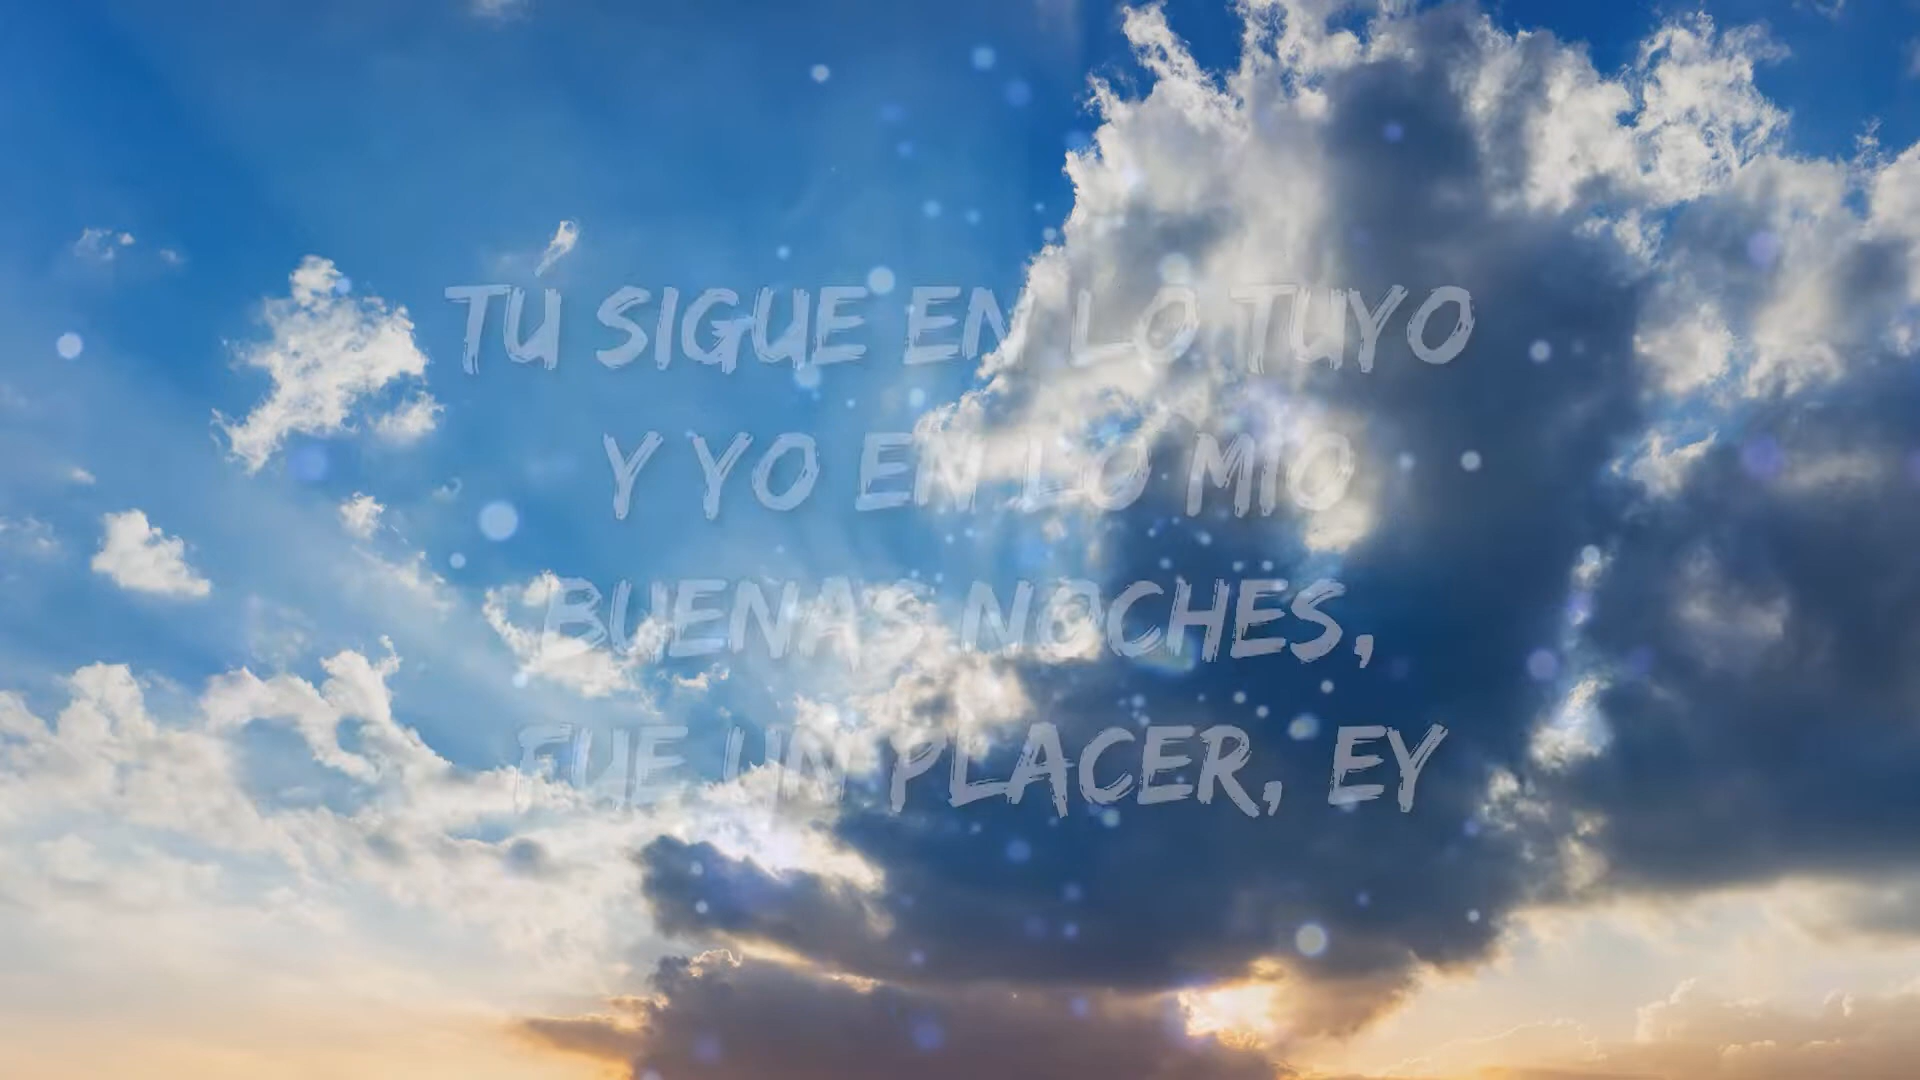 TÚ SIGUE EN LO TUYO
Y YO EN LO MÍO
BUENAS NOCHES,
FUE UN PLACER, EY